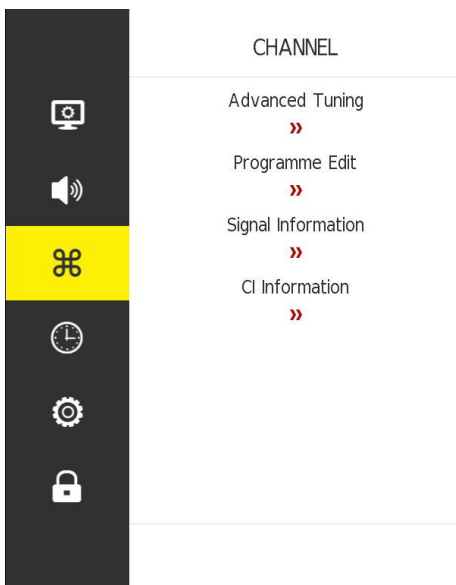 CHANNEL
Advanced Tuning
»
Programme Edit
»
Signal Information
»
CI Information
»